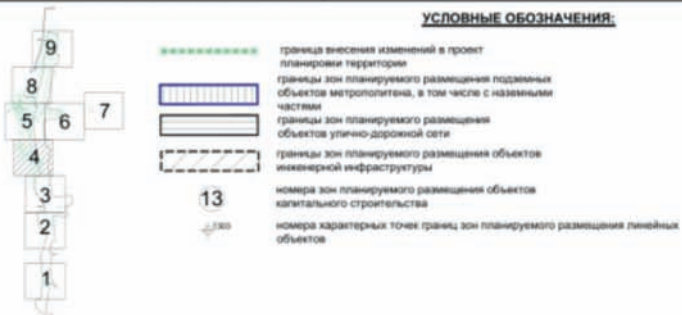 УСЛОВНЫЕ ОБОЗНАЧЕНИЯ:
9
8
5 6 7
4
3
2
1
граница внесения изменений в проект
планировки территории
границы зон планируемого размещения подземных
объектов метрополитена, в том числе с наземными
частями
границы зон планируемого размещения
объектов улично-дорожной сети
границы зон планируемого размещения объектов
инженерной инфраструктуры
13
номера зон планируемого размещения объектов
капитального строительства
номера характерных точек границ зон планируемого размещения линейных
объектов